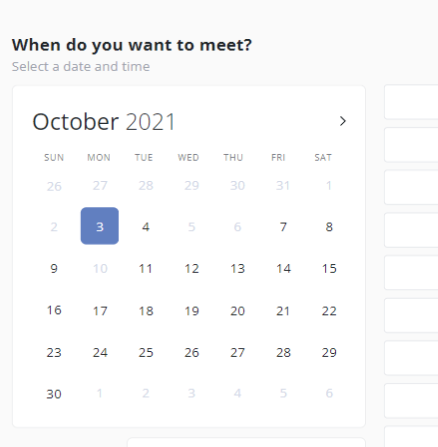 When do you want to meet?
Select a date and time
October 2021
SUN MON TUE WED THU FRI SAT
26 27 28 29 30 31 1
2 3 4 5 6 7 8
9 10 11 12 13 14 15
16 17 18 19 20 21 22
23 24 25 26 27 28 29
30 1 2 3 4 5 6